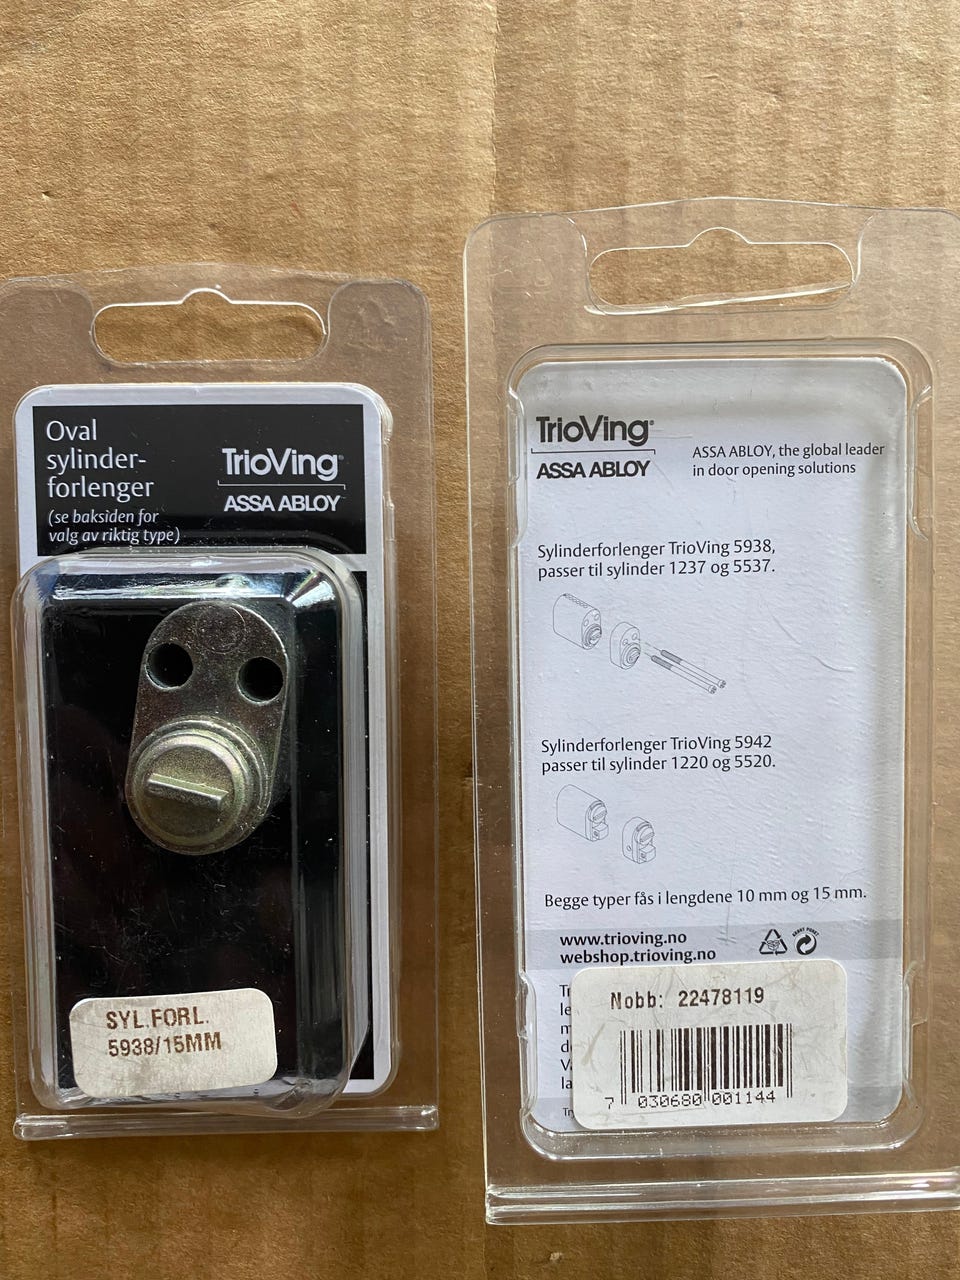 Oval
sylinder-
forlenger
(se baksiden for
valg av riktig type)
TrioVing®
ASSA ABLOY
SYL.FORL.
5938/15MM
TrioVing®
ASSA ABLOY
ASSA ABLOY, the global leader
in door opening solutions
Sylinderforlenger TrioVing 5938,
passer til sylinder 1237 og 5537.
Sylinderforlenger TrioVing 5942
passer til sylinder 1220 og 5520.
Begge typer fås i lengdene 10 mm og 15 mm.
www.trioving.no
webshop.trioving.no
Nobb: 22478119
7 030680 001144